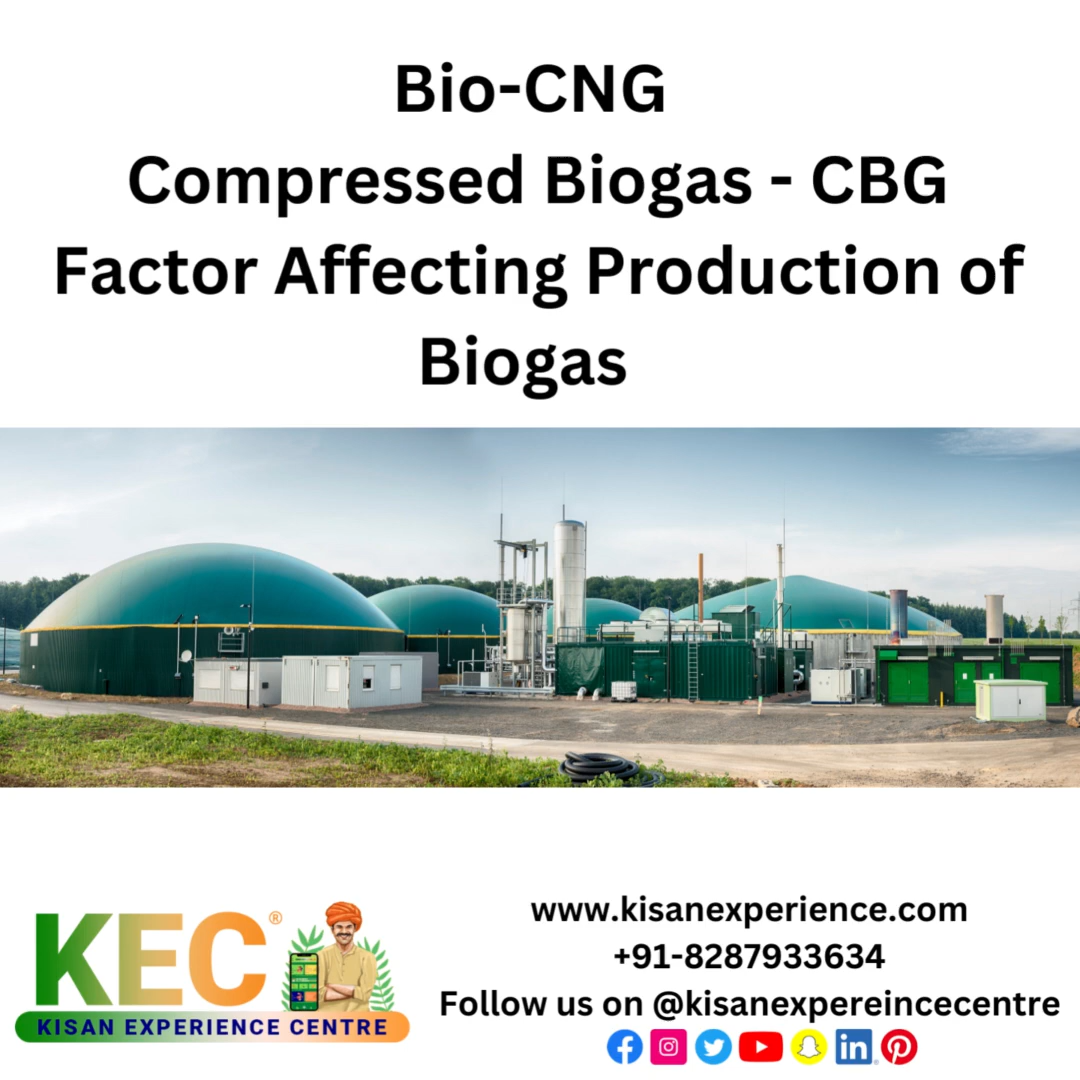 Bio-CNG
Compressed Biogas - CBG
Factor Affecting Production of
Biogas
KEC®
KISAN EXPERIENCE CENTRE
www.kisanexperience.com
+91-8287933634
Follow us on @kisanexpereincecentre